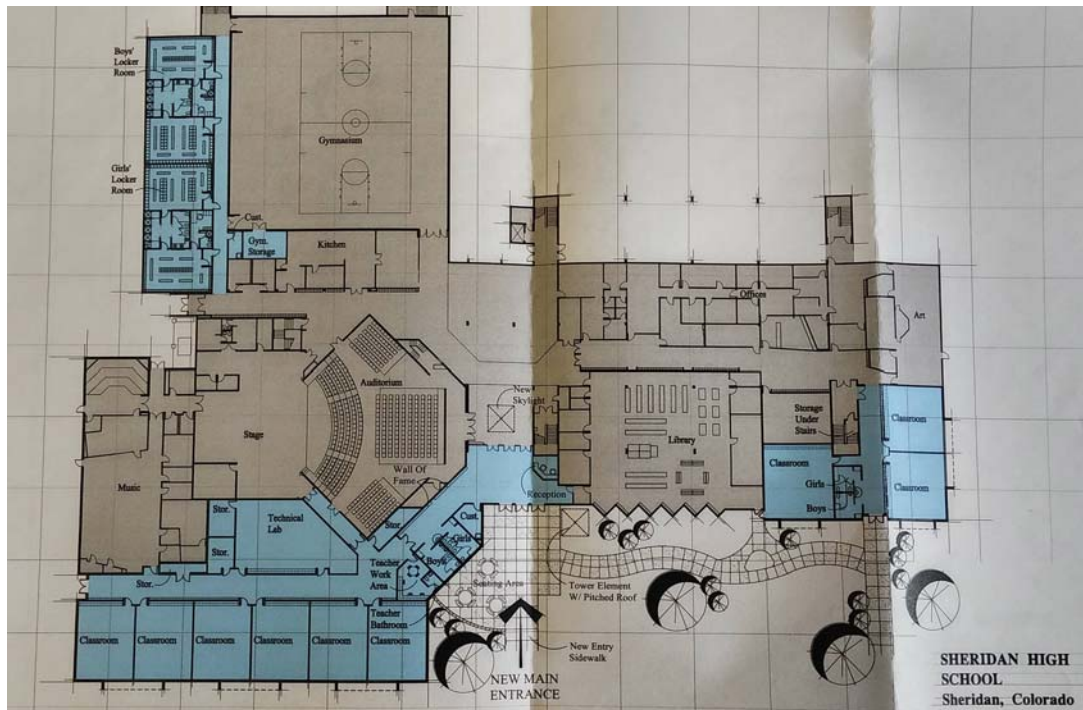 Boys'
Locker
Room
Gymnasium
Girls'
Locker
Room
Cust.
Gym.
Storage
Kitchen
Offices
Art
Auditorium
New
Skylight
Stage
Wall Of
Fame
Library
Storage
Under
Stairs
Classroom
Classroom
Classroom
Girls
Boys
Music
Reception
Stor.
Technical
Lab
Stor.
Cust.
Girls
Stor.
Boys
Stor.
Teacher
Work
Area
Seating Area
Tower Element
W/ Pitched Roof
Teacher
Bathroom
Classroom
Classroom
Classroom
Classroom
Classroom
Classroom
New Entry
Sidewalk
NEW MAIN
ENTRANCE
SHERIDAN HIGH
SCHOOL
Sheridan, Colorado